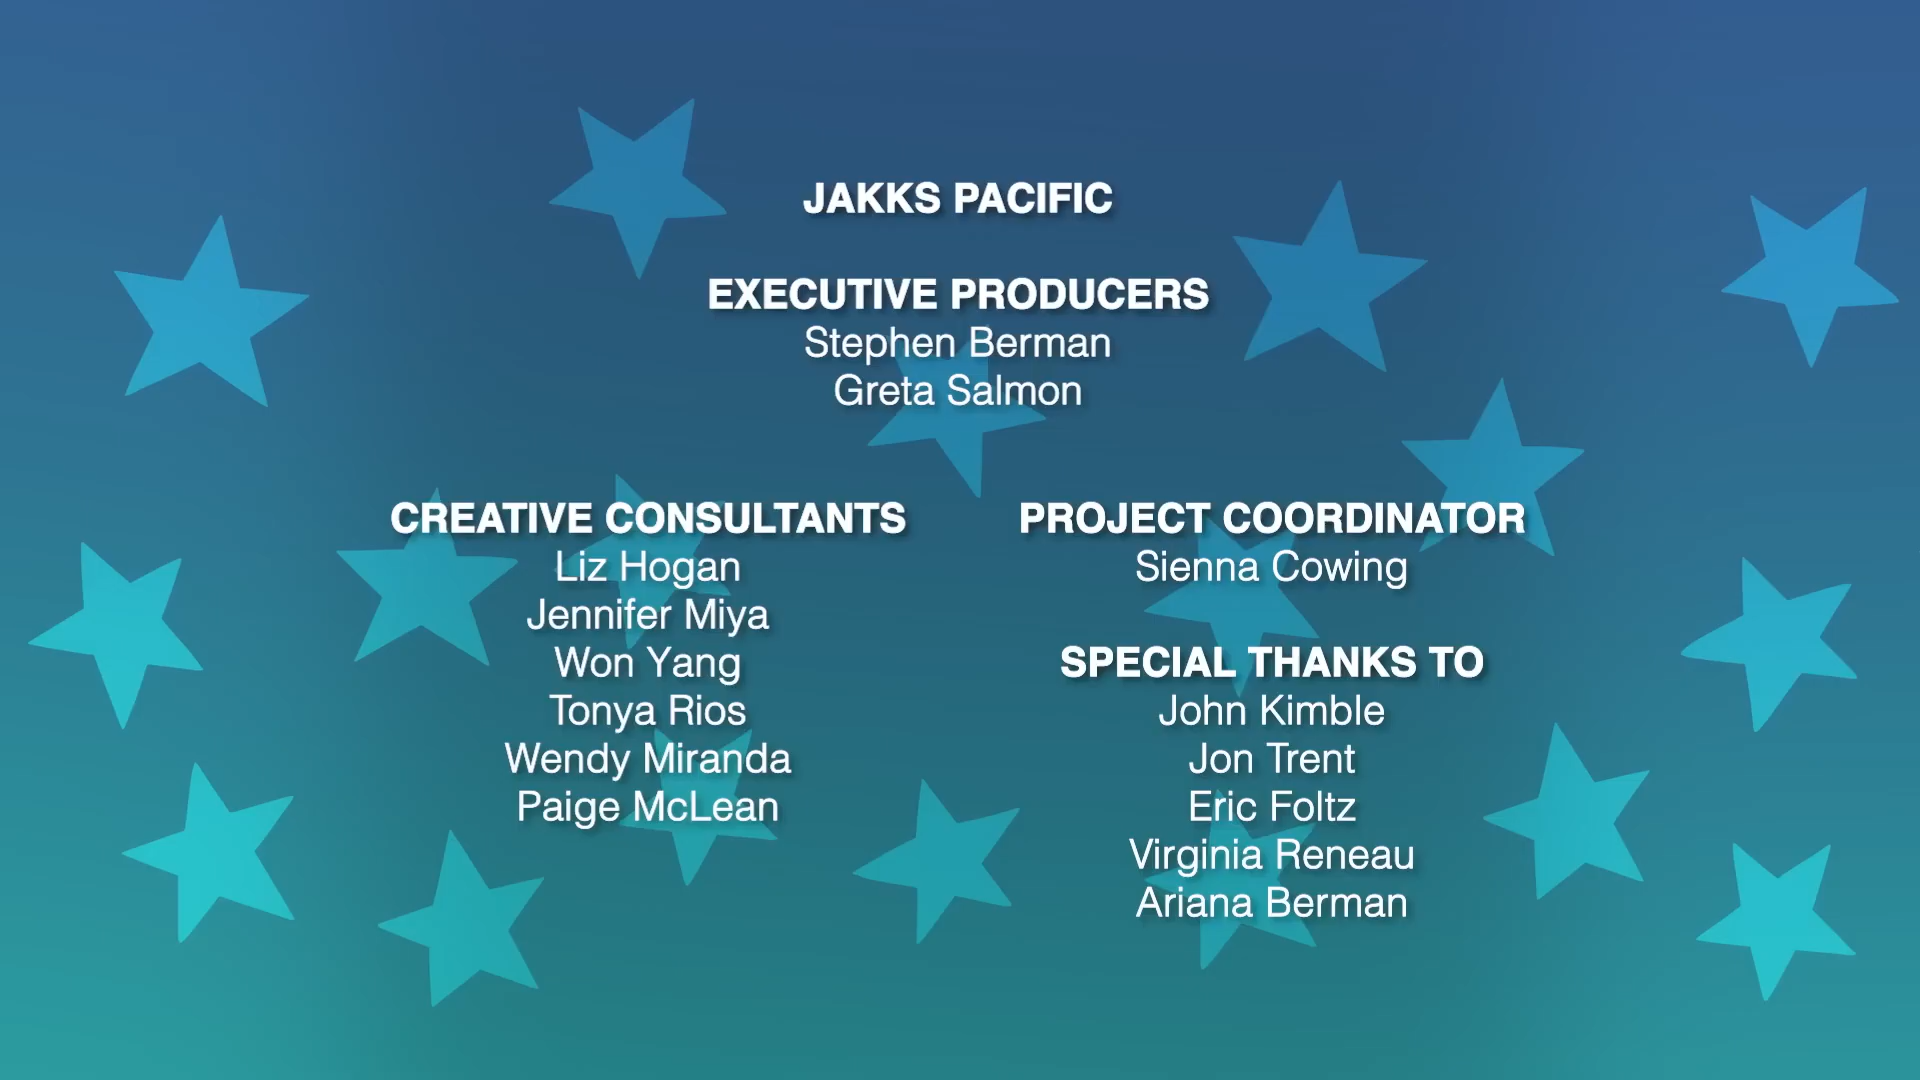 JAKKS PACIFIC
EXECUTIVE PRODUCERS
Stephen Berman
Greta Salmon
CREATIVE CONSULTANTS
Liz Hogan
Jennifer Miya
Won Yang
Tonya Rios
Wendy Miranda
Paige McLean
PROJECT COORDINATOR
Sienna Cowing
SPECIAL THANKS TO
John Kimble
Jon Trent
Eric Foltz
Virginia Reneau
Ariana Berman